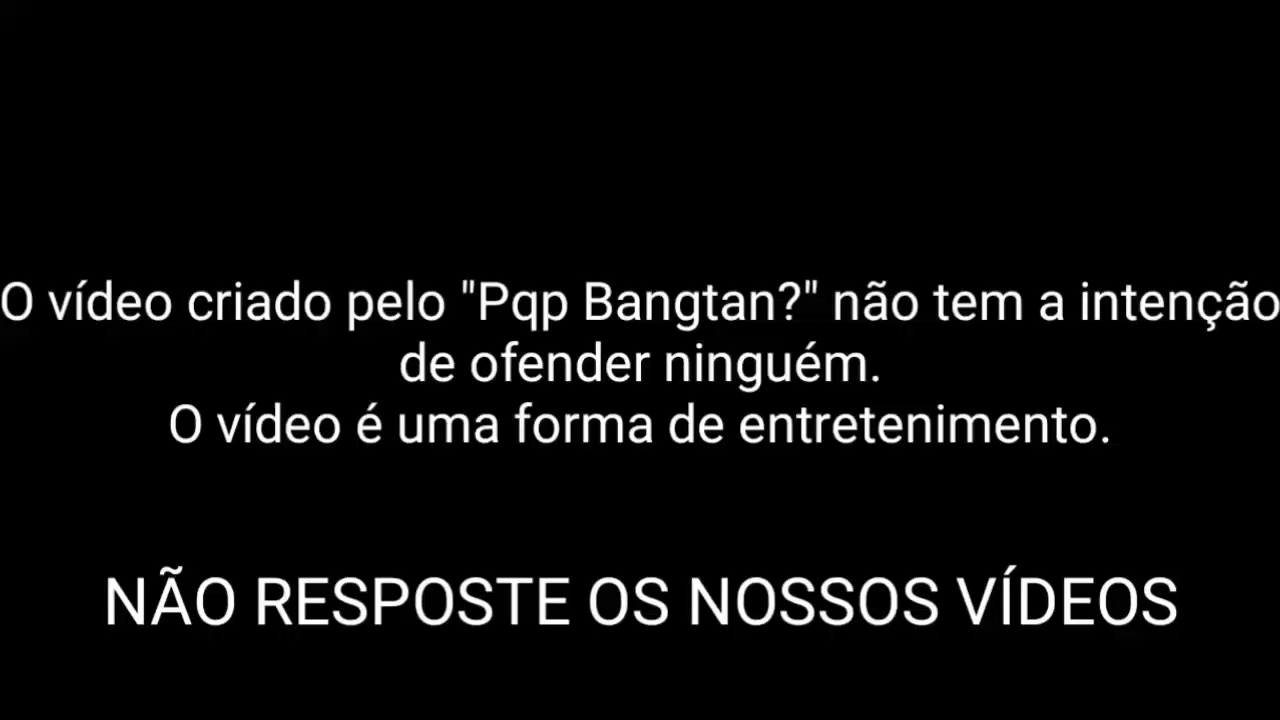 O vídeo criado pelo "Pqp Bangtan?" não tem a intenção
de ofender ninguém.
O vídeo é uma forma de entretenimento.
NÃO RESPOSTE OS NOSSOS VÍDEOS